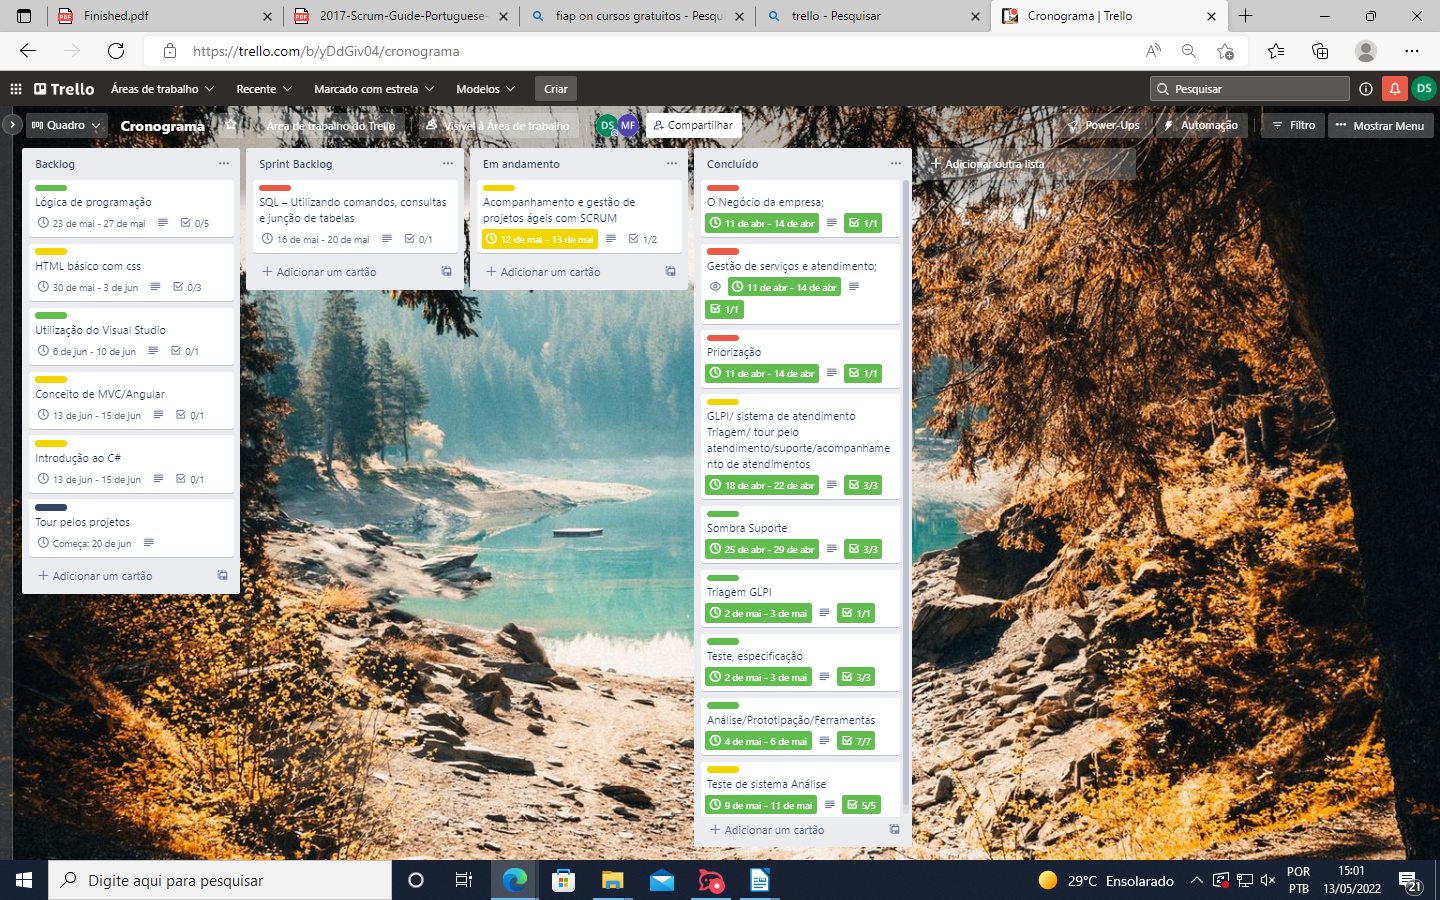 Finished.pdf
2017-Scrum-Guide-Portuguese-
fiap on cursos gratuitos - Pesqu
trello - Pesquisar
Cronograma | Trello
https://trello.com/b/yDdGiv04/cronograma
Trello
Áreas de trabalho
Recente
Marcado com estrela
Modelos
Criar
Pesquisar
DS
Quadro
Cronograma
Área de trabalho do Trello
Visível à Área de trabalho
DS
MF
Compartilhar
Power-Ups
Automação
Filtro
Mostrar Menu
Backlog
Lógica de programação
23 de mai - 27 de mai 0/5
HTML básico com css
30 de mai - 3 de jun 0/3
Utilização do Visual Studio
6 de jun - 10 de jun 0/1
Conceito de MVC/Angular
13 de jun - 15 de jun 0/1
Introdução ao C#
13 de jun - 15 de jun 0/1
Tour pelos projetos
Começa: 20 de jun
+ Adicionar um cartão
Sprint Backlog
SQL – Utilizando comandos, consultas
e junção de tabelas
16 de mai - 20 de mai 0/1
+ Adicionar um cartão
Em andamento
Acompanhamento e gestão de
projetos ágeis com SCRUM
12 de mai - 13 de mai 1/2
+ Adicionar um cartão
Concluído
O Negócio da empresa;
11 de abr - 14 de abr 1/1
Gestão de serviços e atendimento;
11 de abr - 14 de abr
1/1
Priorização
11 de abr - 14 de abr 1/1
GLPI/ sistema de atendimento
Triagem/ tour pelo
atendimento/suporte/acompanhame
nto de atendimentos
18 de abr - 22 de abr 3/3
Sombra Suporte
25 de abr - 29 de abr 3/3
Triagem GLPI
2 de mai - 3 de mai 1/1
Teste, especificação
2 de mai - 3 de mai 3/3
Análise/Prototipação/Ferramentas
4 de mai - 6 de mai 7/7
Teste de sistema Análise
9 de mai - 11 de mai 5/5
+ Adicionar um cartão
+ Adicionar outra lista
Digite aqui para pesquisar
29°C Ensolarado
POR
PTB
15:01
13/05/2022
21